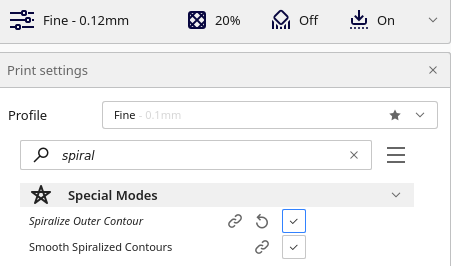 Fine - 0.12mm 20% Off On
Print settings
Profile Fine - 0.1mm
spiral
Special Modes
Spiralize Outer Contour
Smooth Spiralized Contours